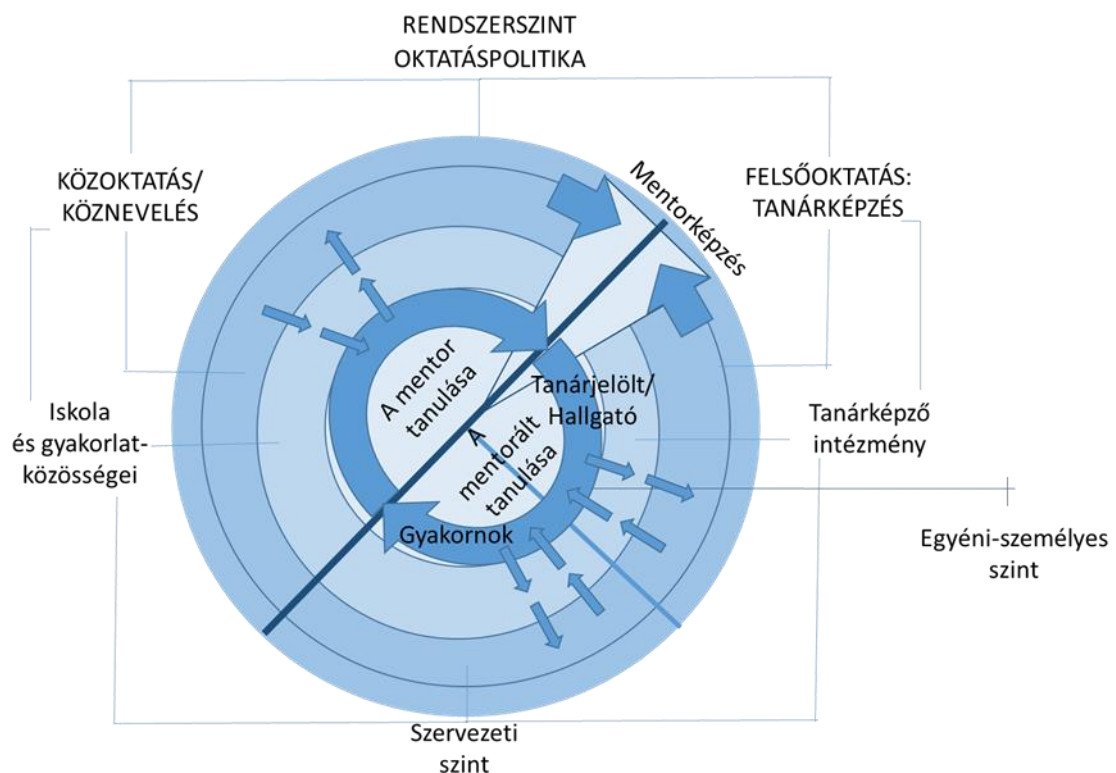 RENDSZERSZINT
OKTATÁSPOLITIKA
KÖZOKTATÁS/
KÖZNEVELÉS
FELSŐOKTATÁS:
TANÁRKÉPZÉS
Mentorképzés
A mentor
tanulása
Tanárjelölt/
Hallgató
A
mentorált
tanulása
Gyakornok
Iskola
és gyakorlat-
közösségei
Tanárképző
intézmény
Egyéni-személyes
szint
Szervezeti
szint